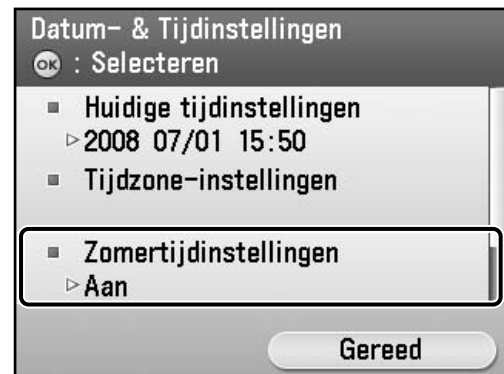 Datum- & Tijdinstellingen
OK : Selecteren
Huidige tijdinstellingen
2008 07/01 15:50
Tijdzone-instellingen
Zomertijdinstellingen
Aan
Gereed